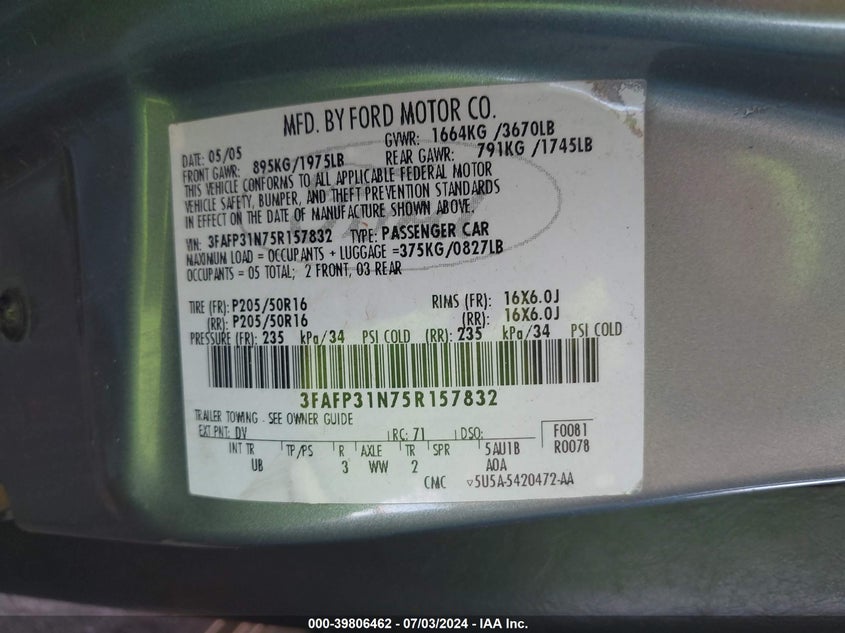 MFD. BY FORD MOTOR CO.
DATE: 05/05 GVWR: 1664KG /3670LB
FRONT GAWR: 895KG/1975LB REAR GAWR: 791KG /1745LB
THIS VEHICLE CONFORMS TO ALL APPLICABLE FEDERAL MOTOR
VEHICLE SAFETY, BUMPER, AND THEFT PREVENTION STANDARDS
IN EFFECT ON THE DATE OF MANUFACTURE SHOWN ABOVE.
VIN: 3FAFP31N75R157832 TYPE: PASSENGER CAR
MAXIMUM LOAD = OCCUPANTS + LUGGAGE =375KG/0827LB
OCCUPANTS = 05 TOTAL; 2 FRONT, 03 REAR
TIRE (FR): P205/50R16 RIMS (FR): 16X6.0J
(RR): P205/50R16 (RR): 16X6.0J
PRESSURE (FR): 235 kPa/34 PSI COLD (RR): 235 kPa/34 PSI COLD
3FAFP31N75R157832
TRAILER TOWING - SEE OWNER GUIDE
EXT PNT: DV RC: 71 DSO: F0081
INT TR TP/PS R AXLE TR SPR 5AU1B R0078
UB 3 WW 2 A0A
CMC ▽5U5A-5420472-AA
000-39806462 - 07/03/2024 - IAA Inc.